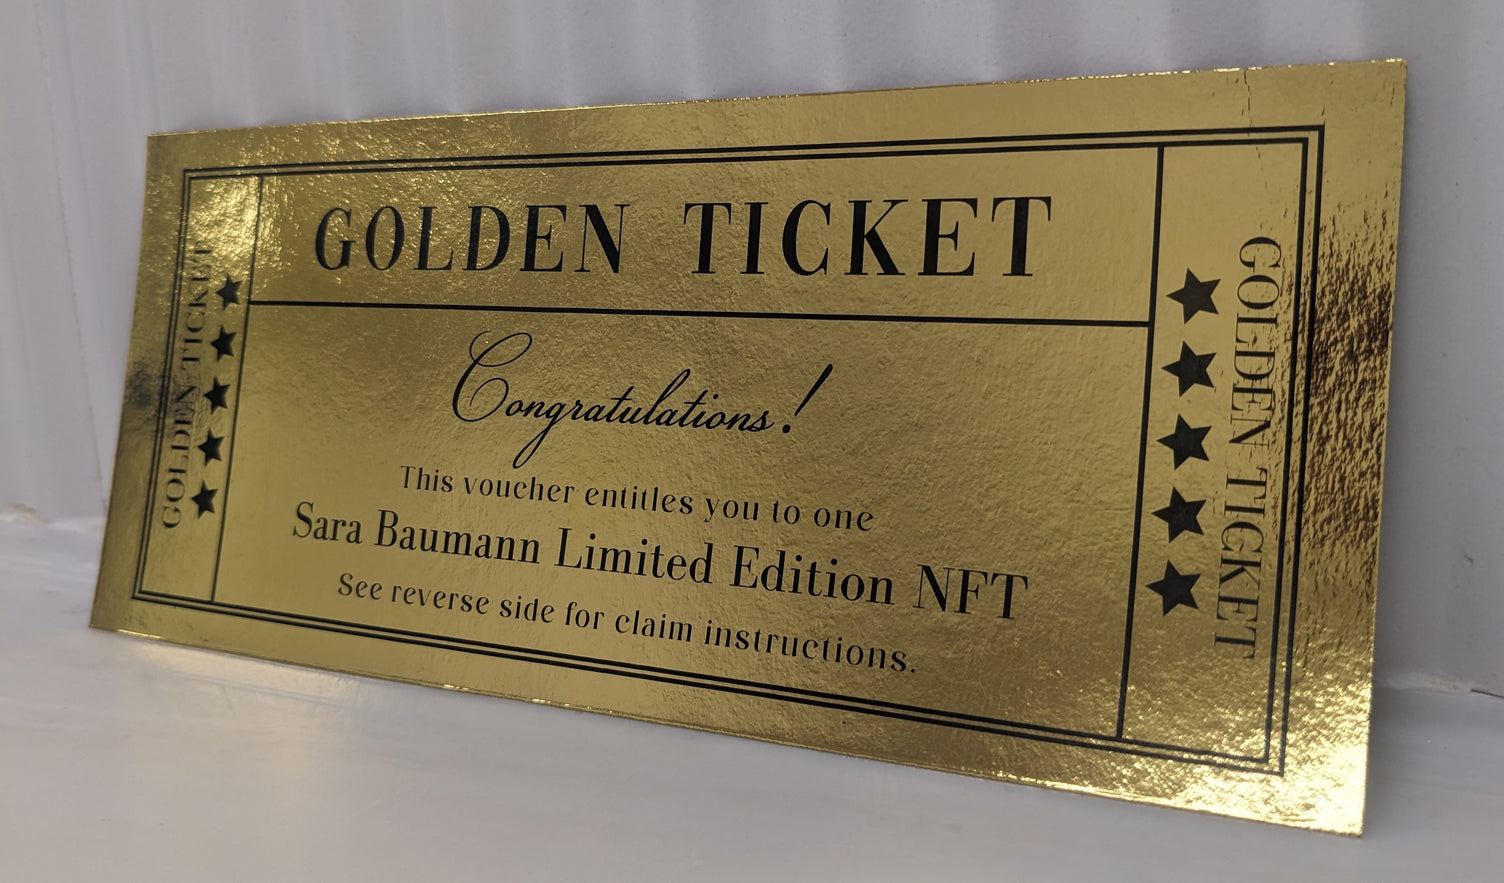 GOLDEN TICKET
GOLDEN TICKET
Congratulations!
This voucher entitles you to one
Sara Baumann Limited Edition NFT
See reverse side for claim instructions.
GOLDEN TICKET